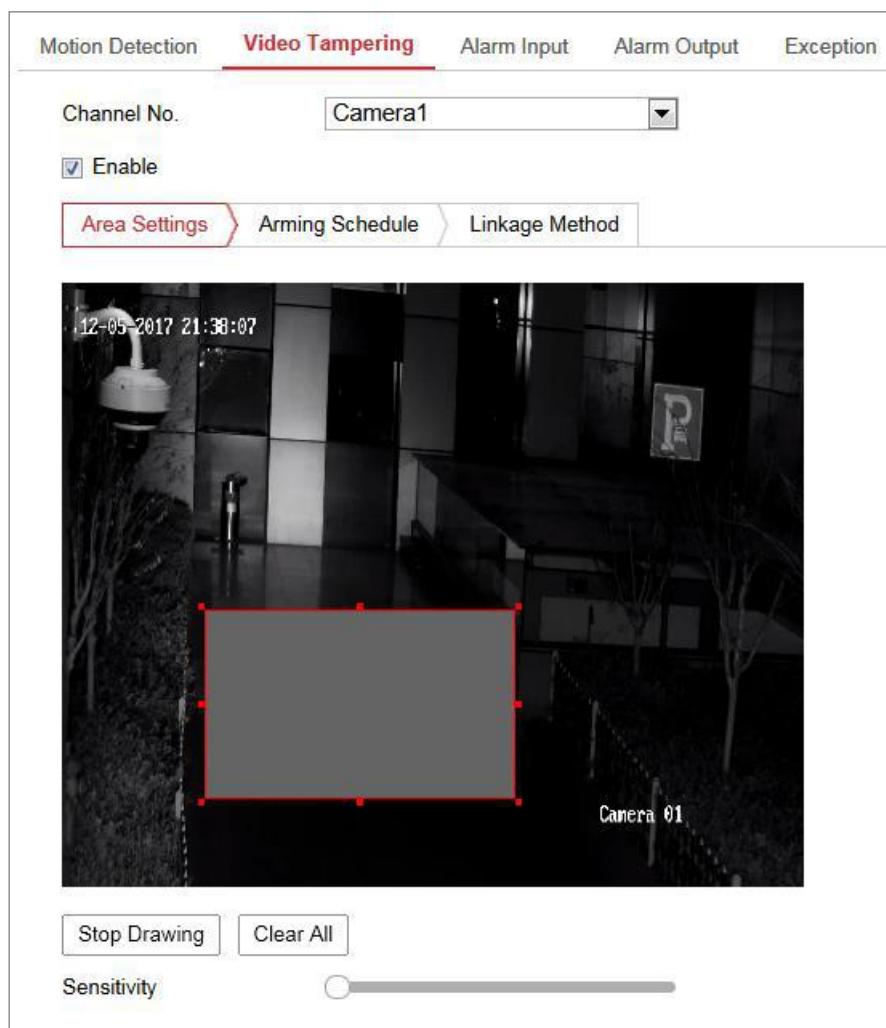 Motion Detection Video Tampering Alarm Input Alarm Output Exception
Channel No. Camera1
Enable
Area Settings Arming Schedule Linkage Method
12-05-2017 21:38:07
P
Camera 01
Stop Drawing Clear All
Sensitivity